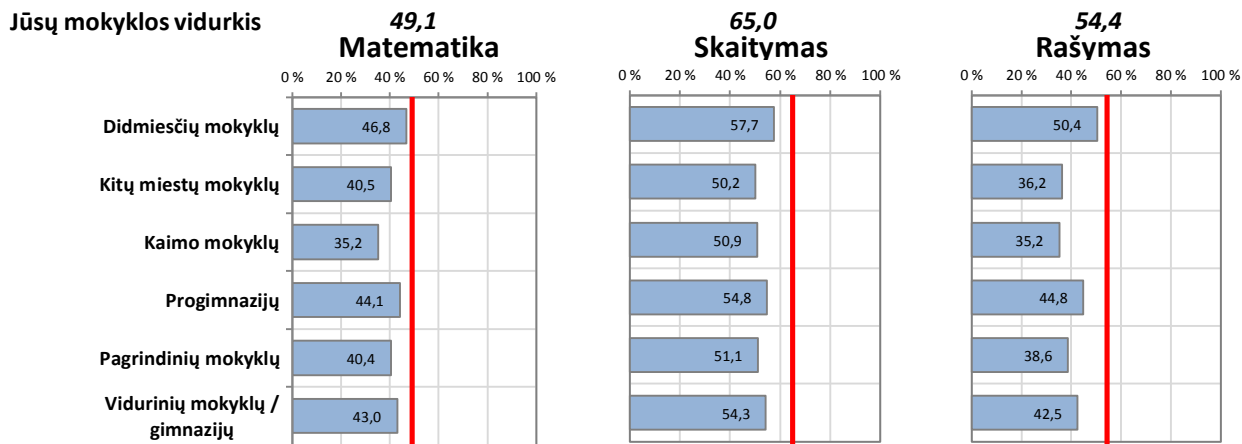 Jūsų mokyklos vidurkis 49,1 65,0 54,4
Matematika Skaitymas Rašymas
0 % 20 % 40 % 60 % 80 % 100 % 0 % 20 % 40 % 60 % 80 % 100 % 0 % 20 % 40 % 60 % 80 % 100 %
Didmiesčių mokyklų 46,8 57,7 50,4
Kitų miestų mokyklų 40,5 50,2 36,2
Kaimo mokyklų 35,2 50,9 35,2
Progimnazijų 44,1 54,8 44,8
Pagrindinių mokyklų 40,4 51,1 38,6
Vidurinių mokyklų /
gimnazijų 43,0 54,3 42,5